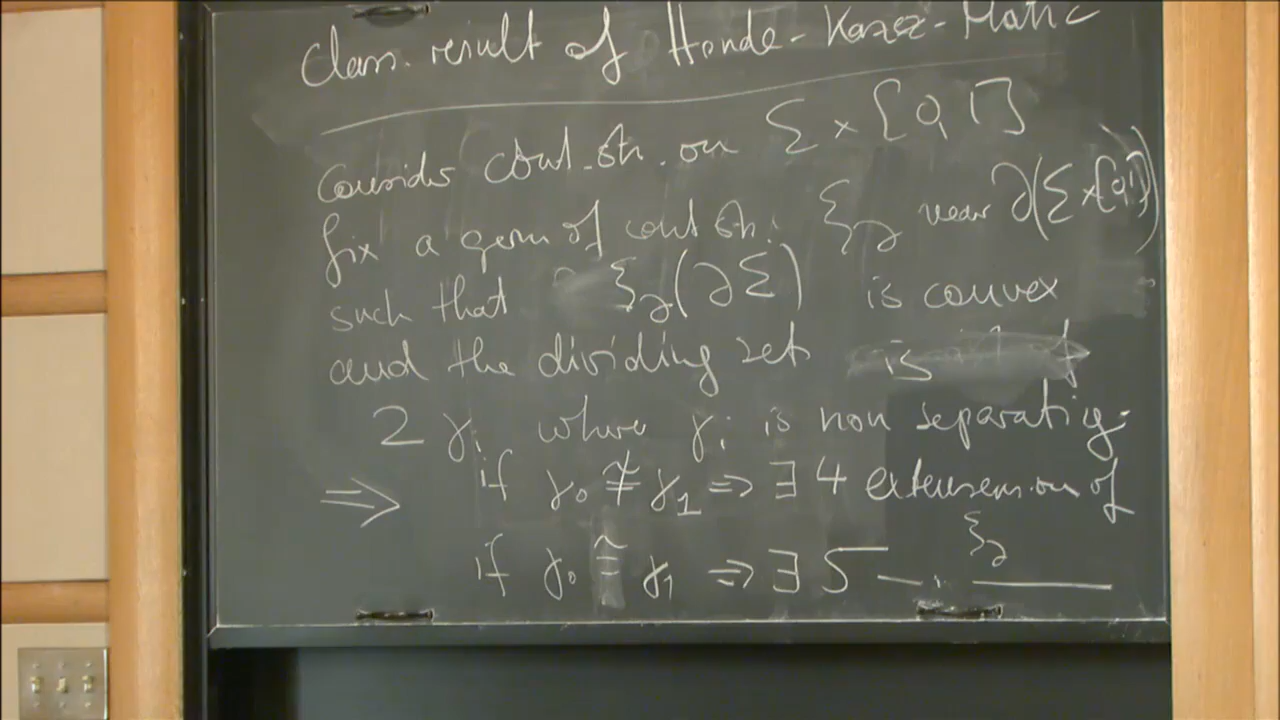 Class. result of Honda-Kazez-Matic
Consider cont.str. on Σ × [0,1]
fix a germ of cont str. ξ∂ near ∂(Σ×[0,1])
such that ξ∂(∂Σ) is convex
and the dividing set is
2 γi where γi is non separatig.
⇒ if γ0 ≇ γ1 ⇒ ∃ 4 extension of ξ∂
if γ0 ≅ γ1 ⇒ ∃ 5 — . —